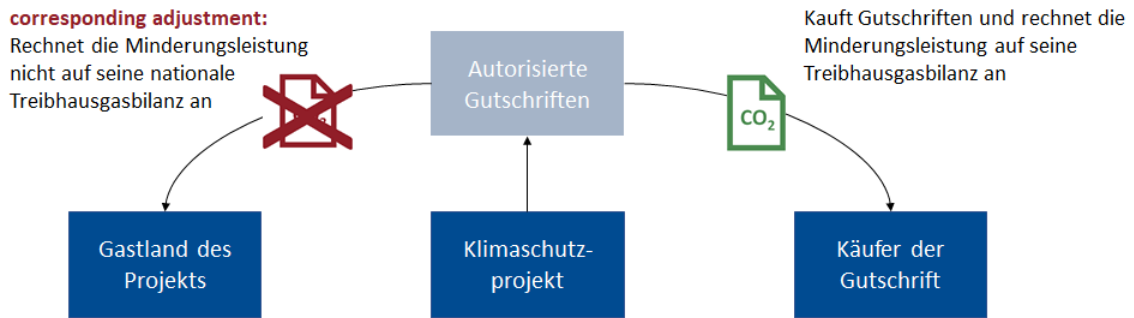 corresponding adjustment:
Rechnet die Minderungsleistung
nicht auf seine nationale
Treibhausgasbilanz an
Autorisierte
Gutschriften
Kauft Gutschriften und rechnet die
Minderungsleistung auf seine
Treibhausgasbilanz an
CO₂
Gastland des
Projekts
Klimaschutz-
projekt
Käufer der
Gutschrift